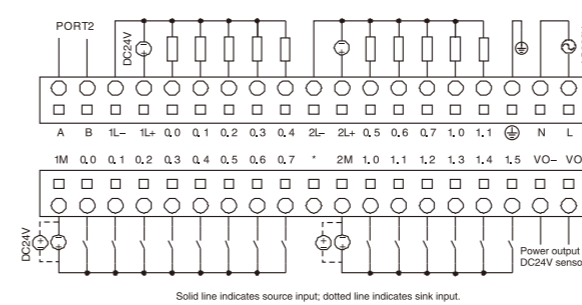 PORT2
DC24V
A B 1L- 1L+ 0.0 0.1 0.2 0.3 0.4 2L- 2L+ 0.5 0.6 0.7 1.0 1.1 N L
1M 0.0 0.1 0.2 0.3 0.4 0.5 0.6 0.7 * 2M 1.0 1.1 1.2 1.3 1.4 1.5 VO- VO
DC24V
Power output
DC24V senso
Solid line indicates source input; dotted line indicates sink input.